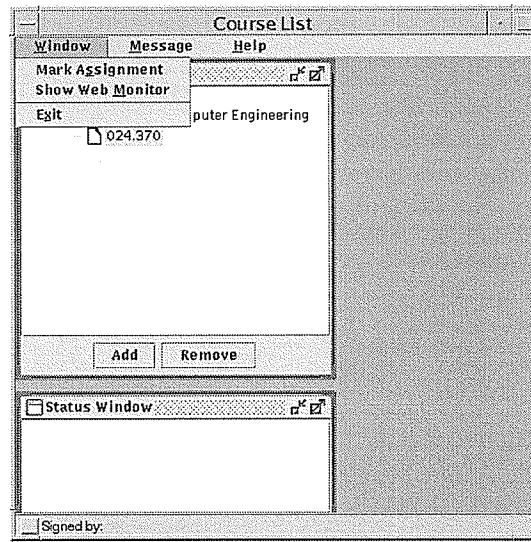 Course List
Window Message Help
Mark Assignment
Show Web Monitor
Exit
puter Engineering
024.370
Add Remove
Status Window
Signed by: